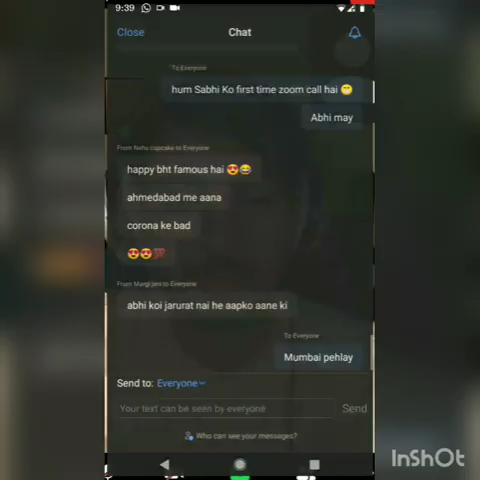 9:39
Close
Chat
To Everyone
hum Sabhi Ko first time zoom call hai 😁
Abhi may
From Nehu cupcake to Everyone
happy bht famous hai 😍😂
ahmedabad me aana
corona ke bad
😍😍💯
From Margi jani to Everyone
abhi koi jarurat nai he aapko aane ki
To Everyone
Mumbai pehlay
Send to: Everyone
Your text can be seen by everyone
Send
Who can see your messages?
InShOt